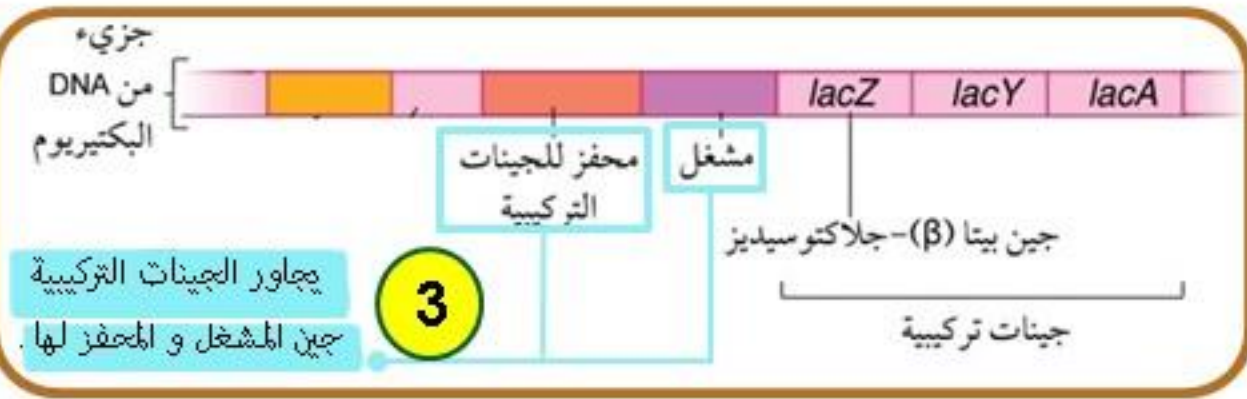 جزيء
من DNA
البكتيريوم
lacZ lacY lacA
محفز للجينات
التركيبية
مشغل
جين بيتا (β)-جلاكتوسيديز
جينات تركيبية
3
يجاور الجينات التركيبية
جين المشغل و المحفز لها .